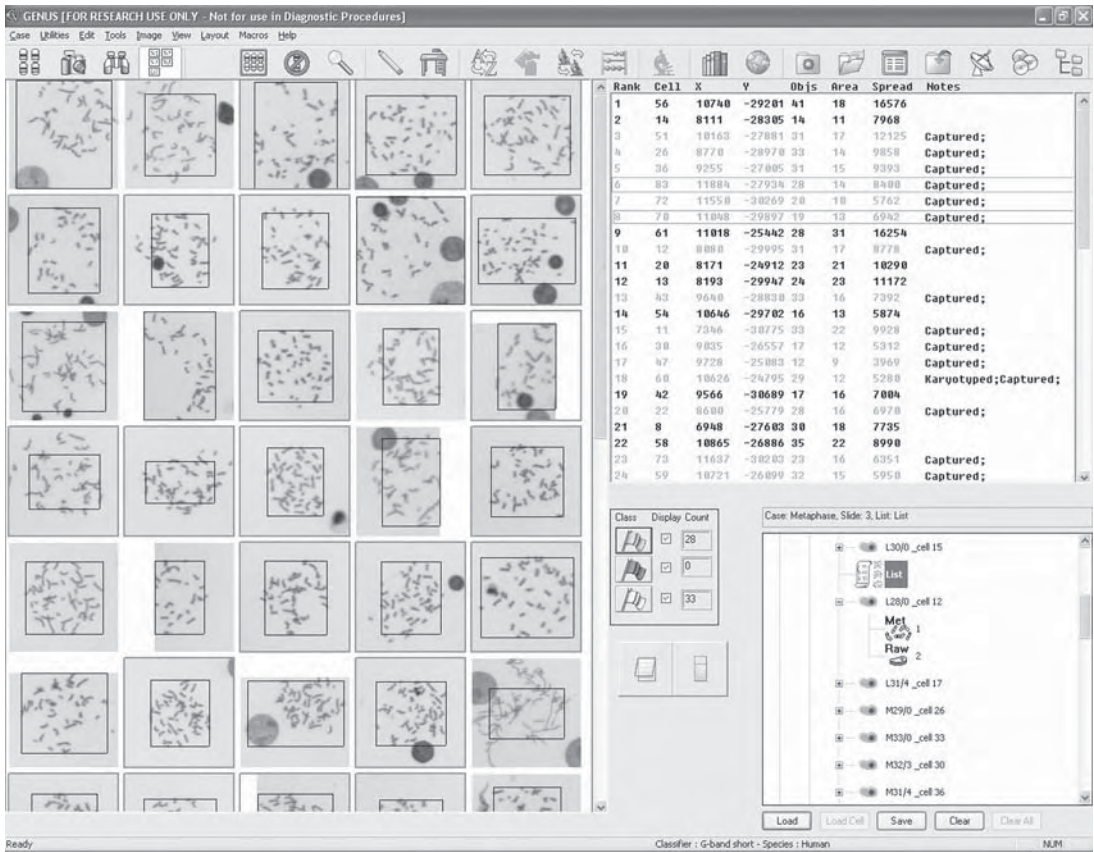 GENUS [FOR RESEARCH USE ONLY - Not for use in Diagnostic Procedures]
Case Utilities Edit Tools Image View Layout Macros Help
Rank Cell X Y Objs Area Spread Notes
1 56 10740 -29201 41 18 16576
2 14 8111 -28305 14 11 7968
3 51 10163 -27881 31 17 12125 Captured;
4 26 8770 -28970 33 14 9858 Captured;
5 36 9255 -27005 31 15 9393 Captured;
6 83 11884 -27934 28 14 8400 Captured;
7 72 11550 -30269 20 10 5762 Captured;
8 70 11048 -29897 19 13 6942 Captured;
9 61 11018 -25442 28 31 16254
10 12 8080 -29995 31 17 8778 Captured;
11 20 8171 -24912 23 21 10290
12 13 8193 -29947 24 23 11172
13 43 9640 -28830 33 16 7392 Captured;
14 54 10646 -29702 16 13 5874
15 11 7346 -30775 33 22 9928 Captured;
16 30 9035 -26557 17 12 5312 Captured;
17 47 9728 -25083 12 9 3969 Captured;
18 60 10626 -24795 29 12 5280 Karyotyped;Captured;
19 42 9566 -30689 17 16 7004
20 22 8600 -25779 28 16 6970 Captured;
21 8 6948 -27603 30 18 7735
22 58 10865 -26886 35 22 8990
23 73 11637 -30203 23 16 6351 Captured;
24 59 10721 -26099 32 15 5950 Captured;
Class Display Count
28
0
33
Case: Metaphase, Slide: 3, List: List
L30/0 _cell 15
List
L28/0 _cell 12
Met 1
Raw 2
L31/4 _cell 17
M29/0 _cell 26
M33/0 _cell 33
M32/3 _cell 30
M31/4 _cell 36
Load Load Cell Save Clear Clear All
Ready Classifier : G-band short - Species : Human NUM